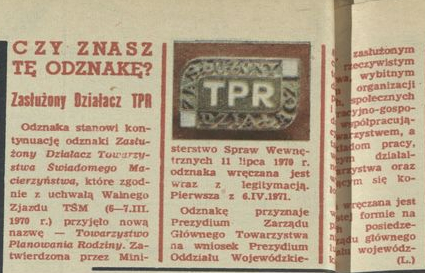 CZY ZNASZ
TĘ ODZNAKĘ?
Zasłużony Działacz TPR
Odznaka stanowi kon-
tynuację odznaki Zasłu-
żony Działacz Towarzy-
stwa Świadomego Ma-
cierzyństwa, które zgod-
nie z uchwałą Walnego
Zjazdu TŚM (6—7.III.
1970 r.) przyjęło nową
nazwę — Towarzystwo
Planowania Rodziny. Za-
twierdzona przez Mini-
ZASŁUŻONY
TPR
DZIAŁACZ
sterstwo Spraw Wewnę-
trznych 11 lipca 1970 r.
odznaka wręczana jest
wraz z legitymacją.
Pierwsza z 6.IV.1971.
Odznakę przyznaje
Prezydium Zarządu
Głównego Towarzystwa
na wniosek Prezydium
Oddziału Wojewódzkie-
zasłużonym
rzeczywistym
wybitnym
organizacji
społecznych
gospo-
współpracują-
warzystwem, a
pracy,
działal-
oraz
się ko-
wręczana jest
formie na
posiedze-
głównego
wojewódz-
(L.)